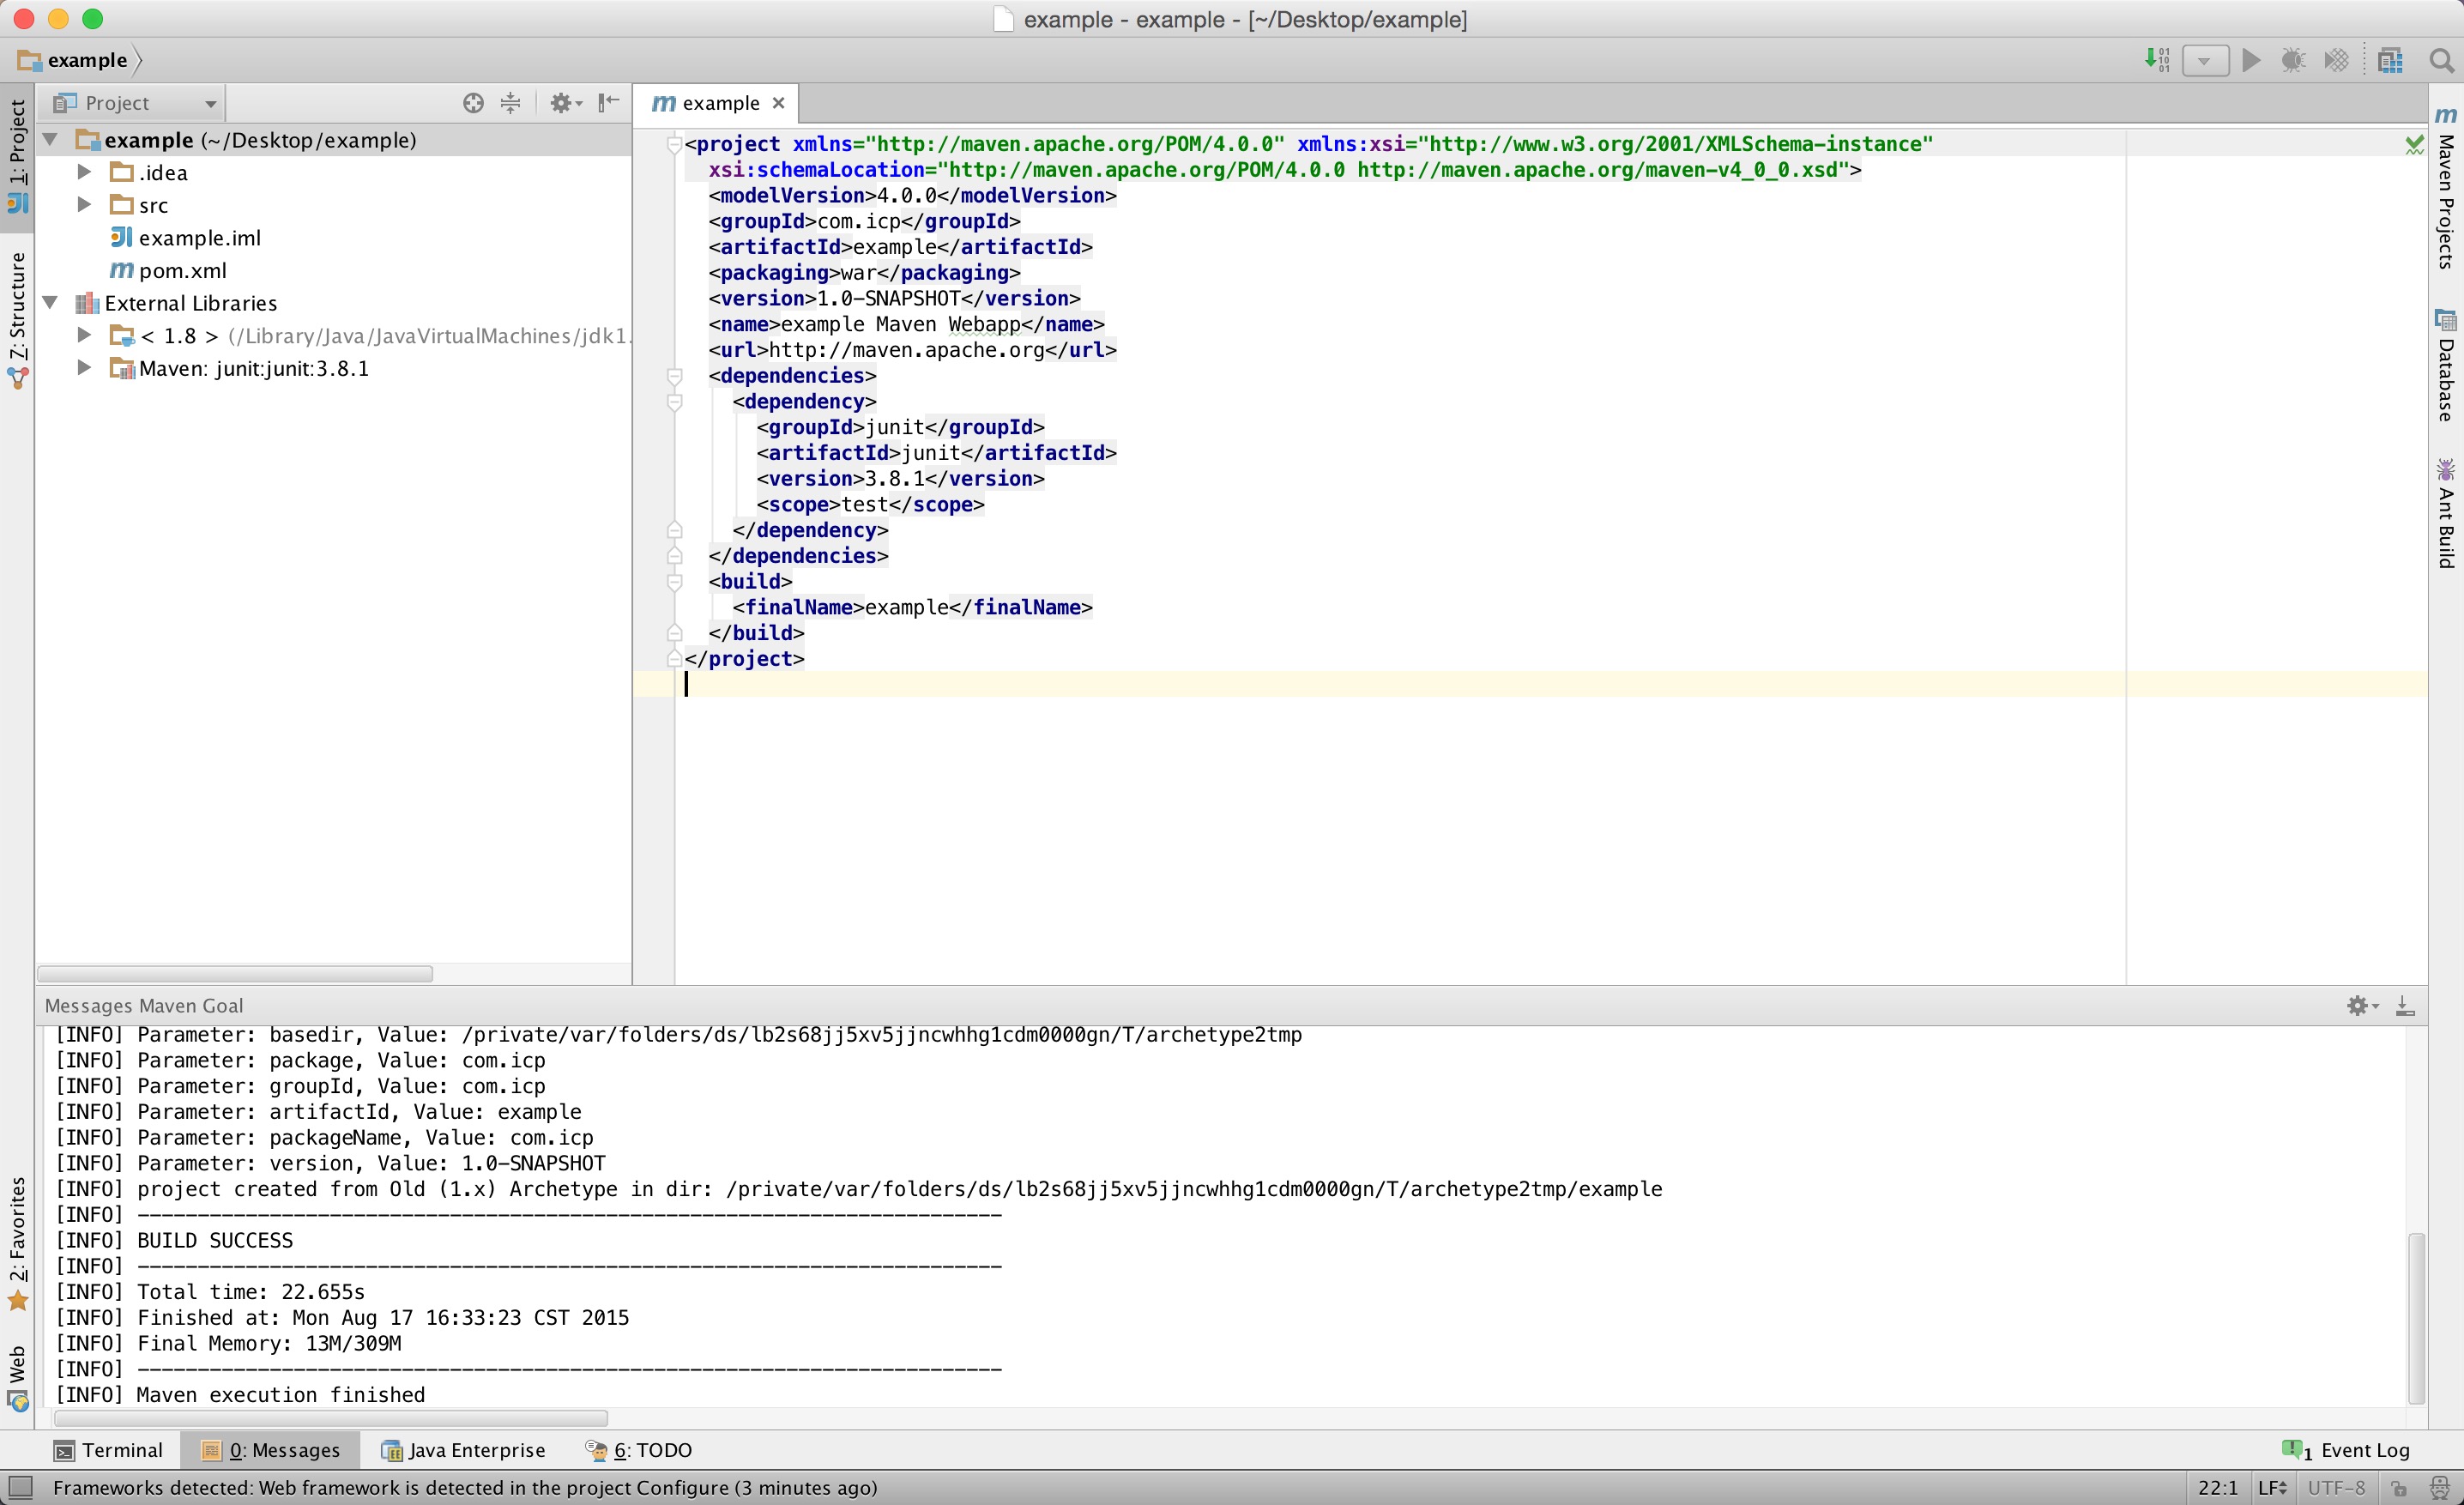 example - example - [~/Desktop/example]
example
Project
example
1: Project
7: Structure
2: Favorites
Web
example (~/Desktop/example)
.idea
src
example.iml
pom.xml
External Libraries
< 1.8 > (/Library/Java/JavaVirtualMachines/jdk1.
Maven: junit:junit:3.8.1
<project xmlns="http://maven.apache.org/POM/4.0.0" xmlns:xsi="http://www.w3.org/2001/XMLSchema-instance"
  xsi:schemaLocation="http://maven.apache.org/POM/4.0.0 http://maven.apache.org/maven-v4_0_0.xsd">
  <modelVersion>4.0.0</modelVersion>
  <groupId>com.icp</groupId>
  <artifactId>example</artifactId>
  <packaging>war</packaging>
  <version>1.0-SNAPSHOT</version>
  <name>example Maven Webapp</name>
  <url>http://maven.apache.org</url>
  <dependencies>
    <dependency>
      <groupId>junit</groupId>
      <artifactId>junit</artifactId>
      <version>3.8.1</version>
      <scope>test</scope>
    </dependency>
  </dependencies>
  <build>
    <finalName>example</finalName>
  </build>
</project>
Maven Projects
Database
Ant Build
Messages Maven Goal
[INFO] Parameter: basedir, Value: /private/var/folders/ds/lb2s68jj5xv5jjncwhhg1cdm0000gn/T/archetype2tmp
[INFO] Parameter: package, Value: com.icp
[INFO] Parameter: groupId, Value: com.icp
[INFO] Parameter: artifactId, Value: example
[INFO] Parameter: packageName, Value: com.icp
[INFO] Parameter: version, Value: 1.0-SNAPSHOT
[INFO] project created from Old (1.x) Archetype in dir: /private/var/folders/ds/lb2s68jj5xv5jjncwhhg1cdm0000gn/T/archetype2tmp/example
[INFO] ------------------------------------------------------------------------
[INFO] BUILD SUCCESS
[INFO] ------------------------------------------------------------------------
[INFO] Total time: 22.655s
[INFO] Finished at: Mon Aug 17 16:33:23 CST 2015
[INFO] Final Memory: 13M/309M
[INFO] ------------------------------------------------------------------------
[INFO] Maven execution finished
Terminal
0: Messages
Java Enterprise
6: TODO
1 Event Log
Frameworks detected: Web framework is detected in the project Configure (3 minutes ago)
22:1 LF UTF-8